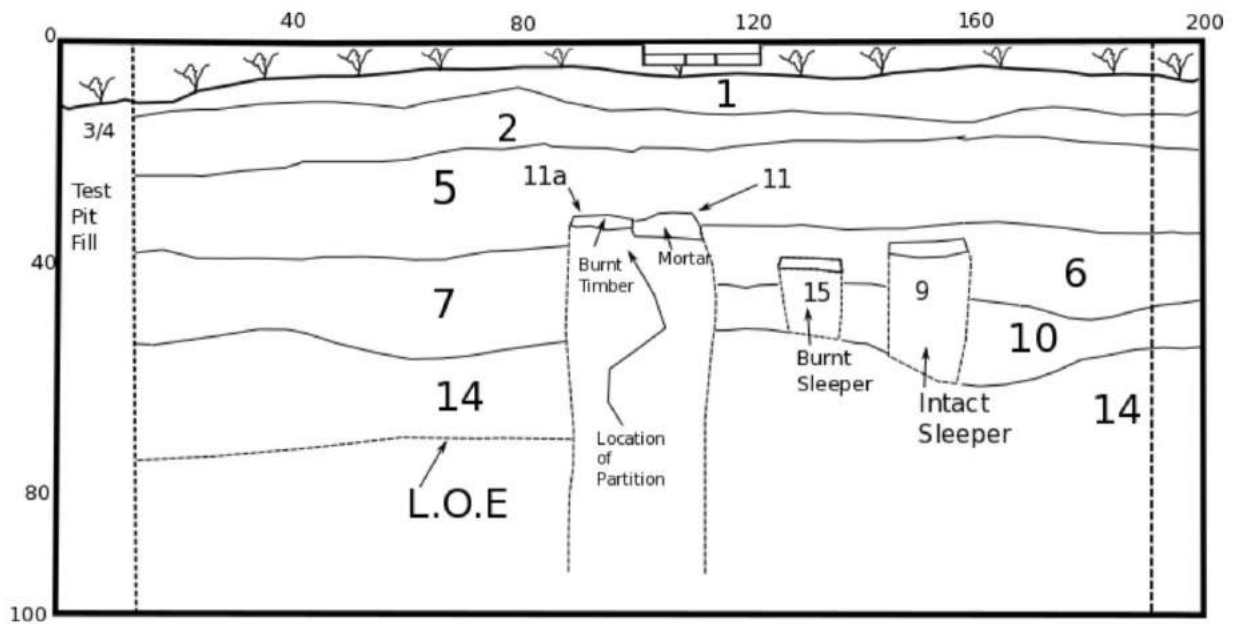 0
40
80
120
160
200
1
3/4
2
Test
Pit
Fill
5
11a
11
40
Burnt
Timber
Mortar
7
6
15
9
10
Burnt
Sleeper
14
Intact
Sleeper
14
Location
of
Partition
80
L.O.E
100